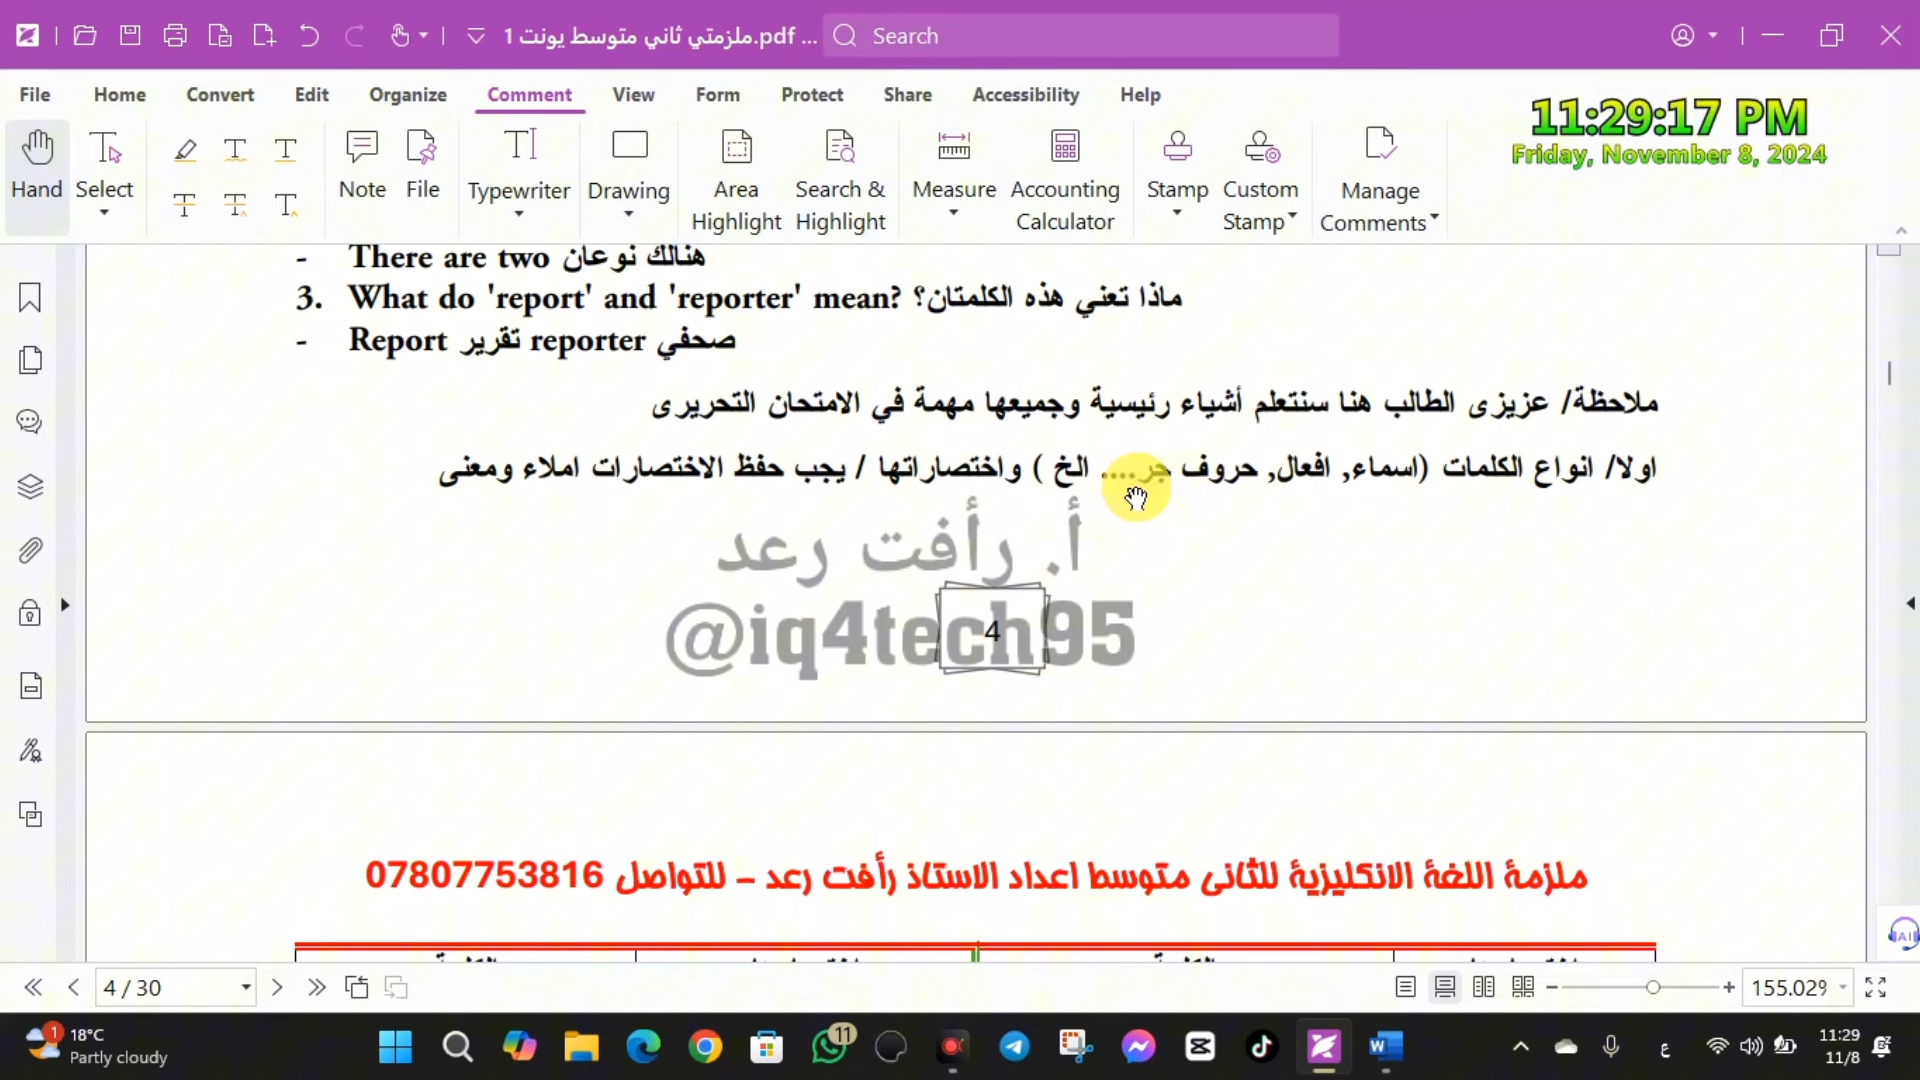 ملزمتي ثاني متوسط يونت 1.pdf ...
Search
File Home Convert Edit Organize Comment View Form Protect Share Accessibility Help
11:29:17 PM
Friday, November 8, 2024
Hand Select Note File Typewriter Drawing Area Highlight Search & Highlight Measure Accounting Calculator Stamp Custom Stamp Manage Comments
- There are two هنالك نوعان
3. What do 'report' and 'reporter' mean? ماذا تعني هذه الكلمتان؟
- Report تقرير reporter صحفي
ملاحظة/ عزيزى الطالب هنا سنتعلم أشياء رئيسية وجميعها مهمة في الامتحان التحريرى
اولا/ انواع الكلمات (اسماء, افعال, حروف جر.... الخ ) واختصاراتها / يجب حفظ الاختصارات املاء ومعنى
أ. رأفت رعد
@iq4tech95
4
ملزمة اللغة الانكليزية للثانى متوسط اعداد الاستاذ رأفت رعد – للتواصل 07807753816
AI
4 / 30
155.029
1
18°C
Partly cloudy
11
W
ع
11:29
11/8